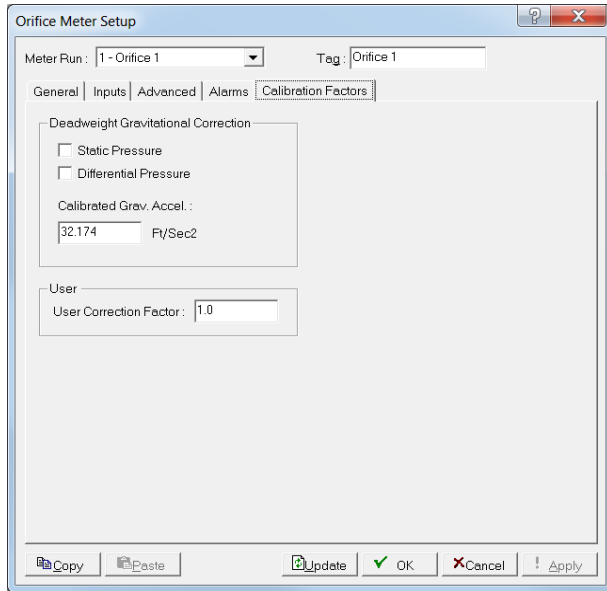 Orifice Meter Setup
Meter Run : 1 - Orifice 1 Tag : Orifice 1
General Inputs Advanced Alarms Calibration Factors
Deadweight Gravitational Correction
Static Pressure
Differential Pressure
Calibrated Grav. Accel. :
32.174 Ft/Sec2
User
User Correction Factor : 1.0
Copy Paste Update OK Cancel ! Apply